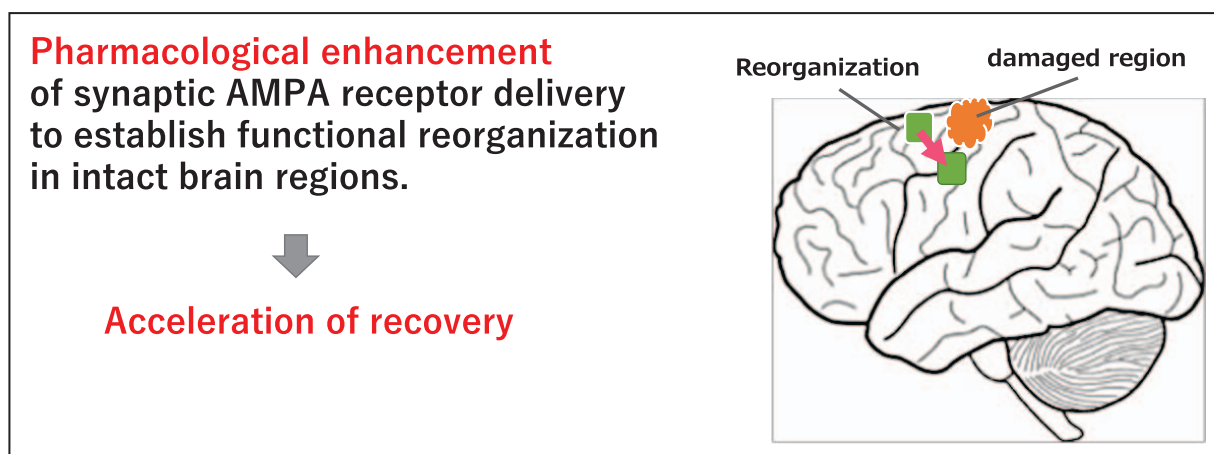 Pharmacological enhancement
of synaptic AMPA receptor delivery
to establish functional reorganization
in intact brain regions.
Acceleration of recovery
Reorganization
damaged region